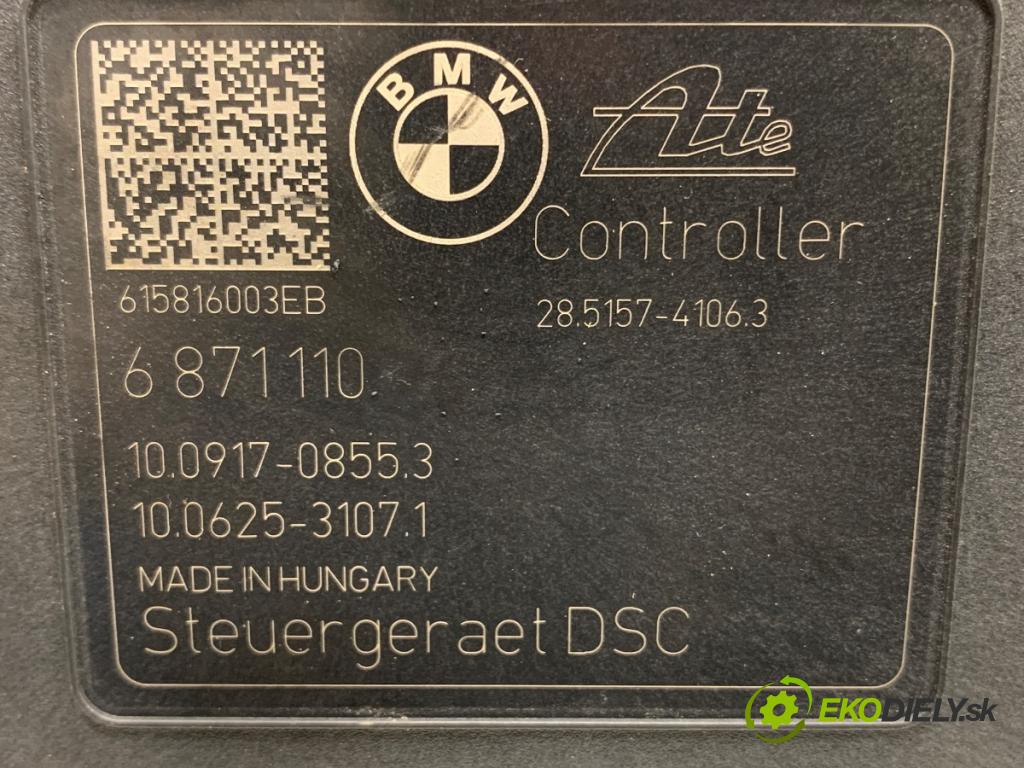 BMW
Ate
Controller
615816003EB
28.5157-4106.3
6 871 110
10.0917-0855.3
10.0625-3107.1
MADE IN HUNGARY
Steuergeraet DSC
EKODIELY.sk